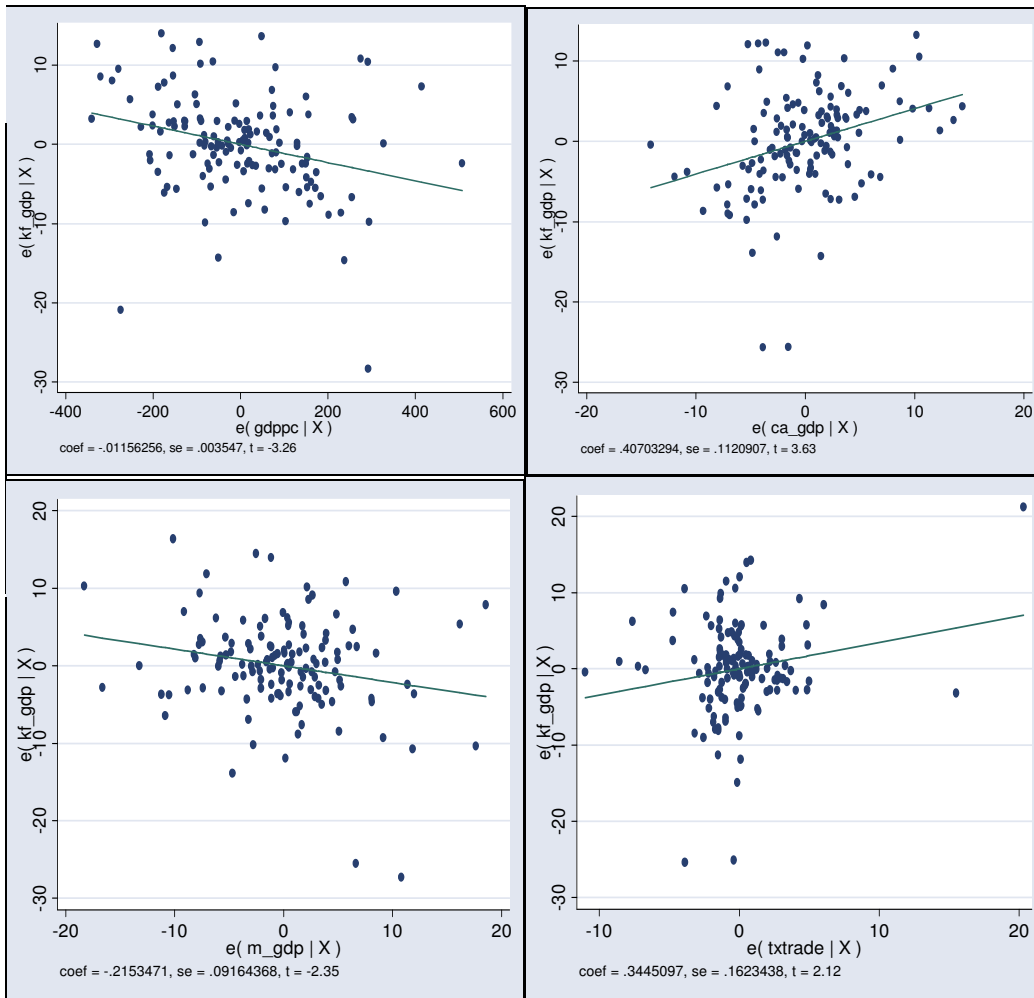 e( kf_gdp | X )
10
0
-10
-20
-30
-400 -200 0 200 400 600
e( gdppc | X )
coef = -.01156256, se = .003547, t = -3.26
e( kf_gdp | X )
10
0
-10
-20
-30
-20 -10 0 10 20
e( ca_gdp | X )
coef = .40703294, se = .1120907, t = 3.63
e( kf_gdp | X )
20
10
0
-10
-20
-30
-20 -10 0 10 20
e( m_gdp | X )
coef = -.2153471, se = .09164368, t = -2.35
e( kf_gdp | X )
20
10
0
-10
-20
-30
-10 0 10 20
e( txtrade | X )
coef = .3445097, se = .1623438, t = 2.12